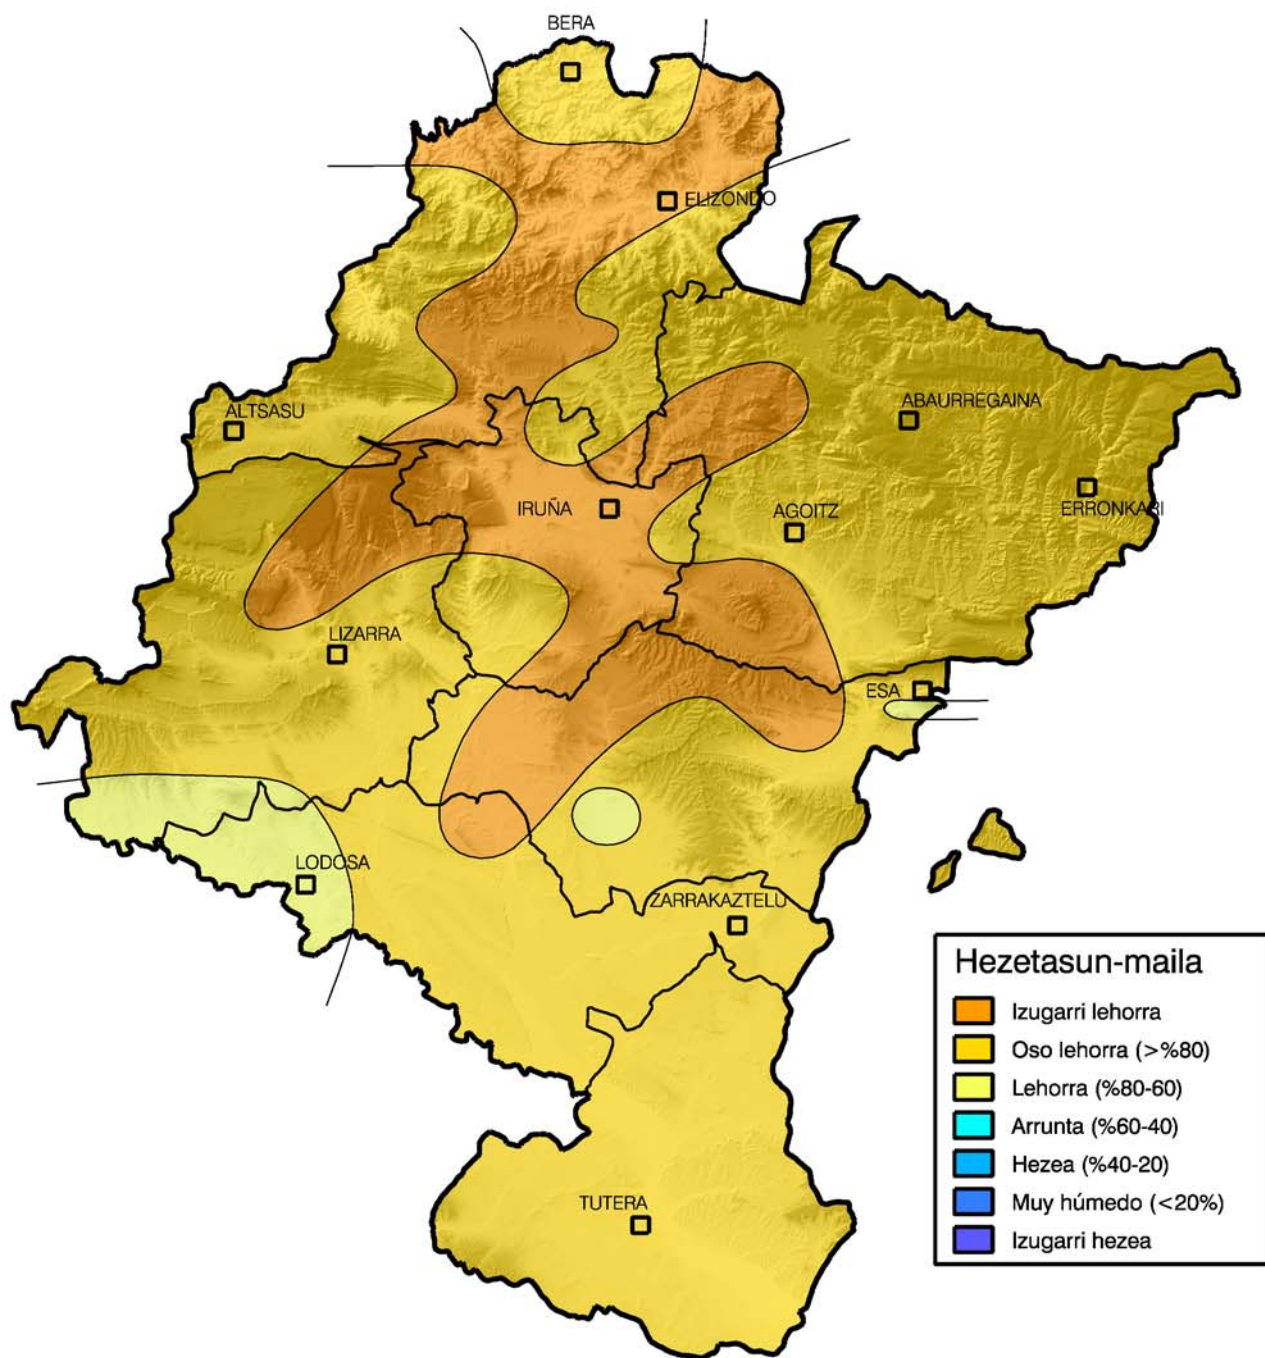 BERA
ELIZONDO
ALTSASU
ABAURREGAINA
IRUÑA
AGOITZ
ERRONKARI
LIZARRA
ESA
LODOSA
ZARRAKAZTELU
TUTERA
Hezetasun-maila
Izugarri lehorra
Oso lehorra (>%80)
Lehorra (%80-60)
Arrunta (%60-40)
Hezea (%40-20)
Muy húmedo (<20%)
Izugarri hezea